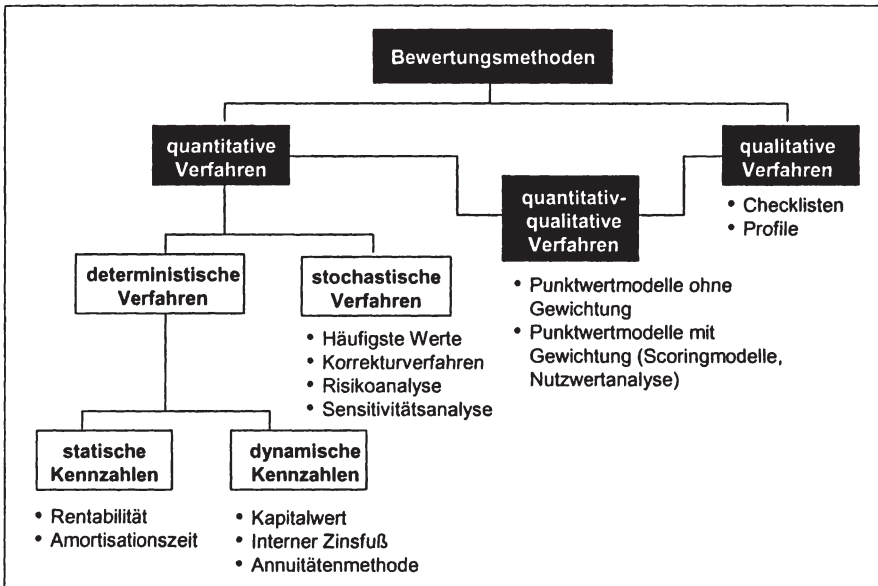 Bewertungsmethoden
quantitative
Verfahren
qualitative
Verfahren
• Checklisten
• Profile
quantitativ-
qualitative
Verfahren
• Punktwertmodelle ohne
Gewichtung
• Punktwertmodelle mit
Gewichtung (Scoringmodelle,
Nutzwertanalyse)
deterministische
Verfahren
stochastische
Verfahren
• Häufigste Werte
• Korrekturverfahren
• Risikoanalyse
• Sensitivitätsanalyse
statische
Kennzahlen
• Rentabilität
• Amortisationszeit
dynamische
Kennzahlen
• Kapitalwert
• Interner Zinsfuß
• Annuitätenmethode